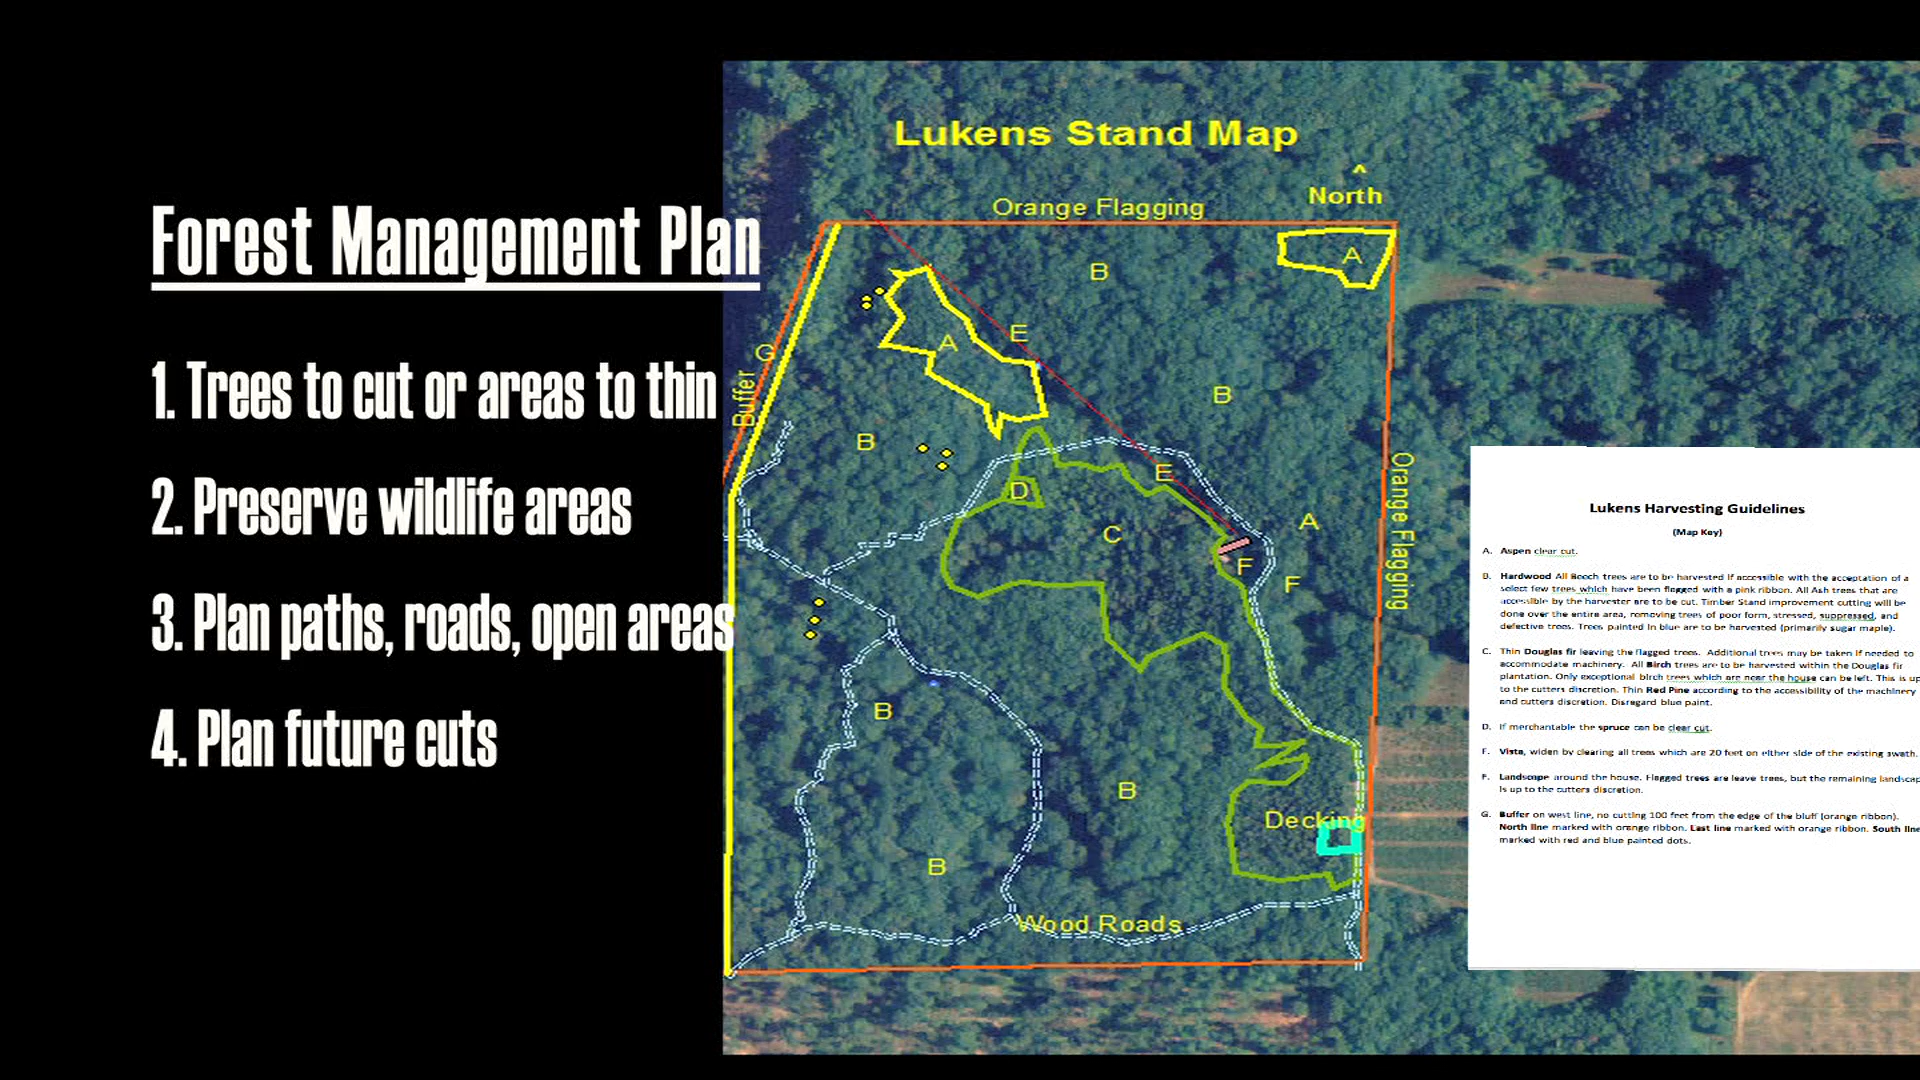 Forest Management Plan
1. Trees to cut or areas to thin
2. Preserve wildlife areas
3. Plan paths, roads, open areas
4. Plan future cuts
Lukens Stand Map
^
North
Orange Flagging
A
B
E
A
G
Buffer
B
B
E
D
Orange Flagging
A
C
F
F
B
B
Decking
B
Wood Roads
Lukens Harvesting Guidelines
(Map Key)
A. Aspen clear cut.
B. Hardwood All Beech trees are to be harvested if accessible with the acceptation of a
select few trees which have been flagged with a pink ribbon. All Ash trees that are
accessible by the harvester are to be cut. Timber Stand improvement cutting will be
done over the entire area, removing trees of poor form, stressed, suppressed, and
defective trees. Trees painted in blue are to be harvested (primarily sugar maple).
C. Thin Douglas fir leaving the flagged trees. Additional trees may be taken if needed to
accommodate machinery. All Birch trees are to be harvested within the Douglas fir
plantation. Only exceptional birch trees which are near the house can be left. This is up
to the cutters discretion. Thin Red Pine according to the accessibility of the machinery
and cutters discretion. Disregard blue paint.
D. If merchantable the spruce can be clear cut.
Vista, widen by clearing all trees which are 20 feet on either side of the existing swath.
F. Landscape around the house. Flagged trees are leave trees, but the remaining landscap
is up to the cutters discretion.
G. Buffer on west line, no cutting 100 feet from the edge of the bluff (orange ribbon).
North line marked with orange ribbon. East line marked with orange ribbon. South line
marked with red and blue painted dots.